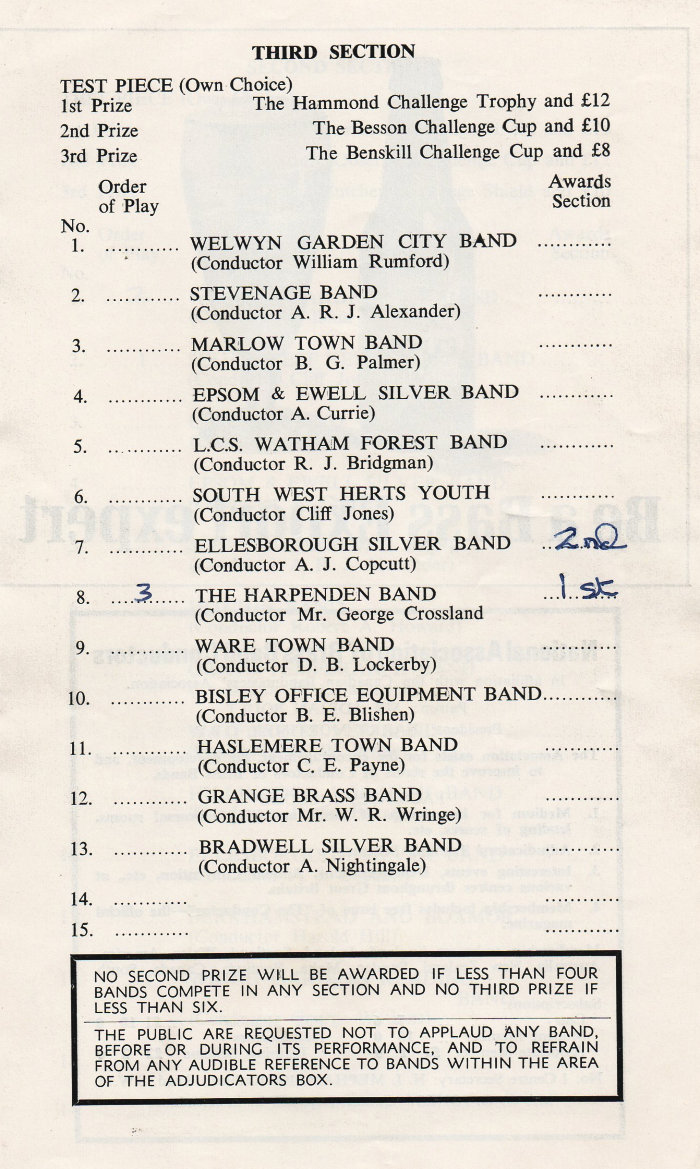 THIRD SECTION
TEST PIECE (Own Choice)
1st Prize The Hammond Challenge Trophy and £12
2nd Prize The Besson Challenge Cup and £10
3rd Prize The Benskill Challenge Cup and £8
Order Awards
of Play Section
No.
1. ............ WELWYN GARDEN CITY BAND ............
(Conductor William Rumford)
2. ............ STEVENAGE BAND ............
(Conductor A. R. J. Alexander)
3. ............ MARLOW TOWN BAND ............
(Conductor B. G. Palmer)
4. ............ EPSOM & EWELL SILVER BAND ............
(Conductor A. Currie)
5. ............ L.C.S. WATHAM FOREST BAND ............
(Conductor R. J. Bridgman)
6. ............ SOUTH WEST HERTS YOUTH ............
(Conductor Cliff Jones)
7. ............ ELLESBOROUGH SILVER BAND ..2nd
(Conductor A. J. Copcutt)
8. ....3..... THE HARPENDEN BAND ...1st...
(Conductor Mr. George Crossland
9. ............ WARE TOWN BAND ............
(Conductor D. B. Lockerby)
10. ............ BISLEY OFFICE EQUIPMENT BAND............
(Conductor B. E. Blishen)
11. ............ HASLEMERE TOWN BAND ............
(Conductor C. E. Payne)
12. ............ GRANGE BRASS BAND ............
(Conductor Mr. W. R. Wringe)
13. ............ BRADWELL SILVER BAND ............
(Conductor A. Nightingale)
14. ............ ............
15. ............ ............
NO SECOND PRIZE WILL BE AWARDED IF LESS THAN FOUR
BANDS COMPETE IN ANY SECTION AND NO THIRD PRIZE IF
LESS THAN SIX.
THE PUBLIC ARE REQUESTED NOT TO APPLAUD ANY BAND,
BEFORE OR DURING ITS PERFORMANCE, AND TO REFRAIN
FROM ANY AUDIBLE REFERENCE TO BANDS WITHIN THE AREA
OF THE ADJUDICATORS BOX.